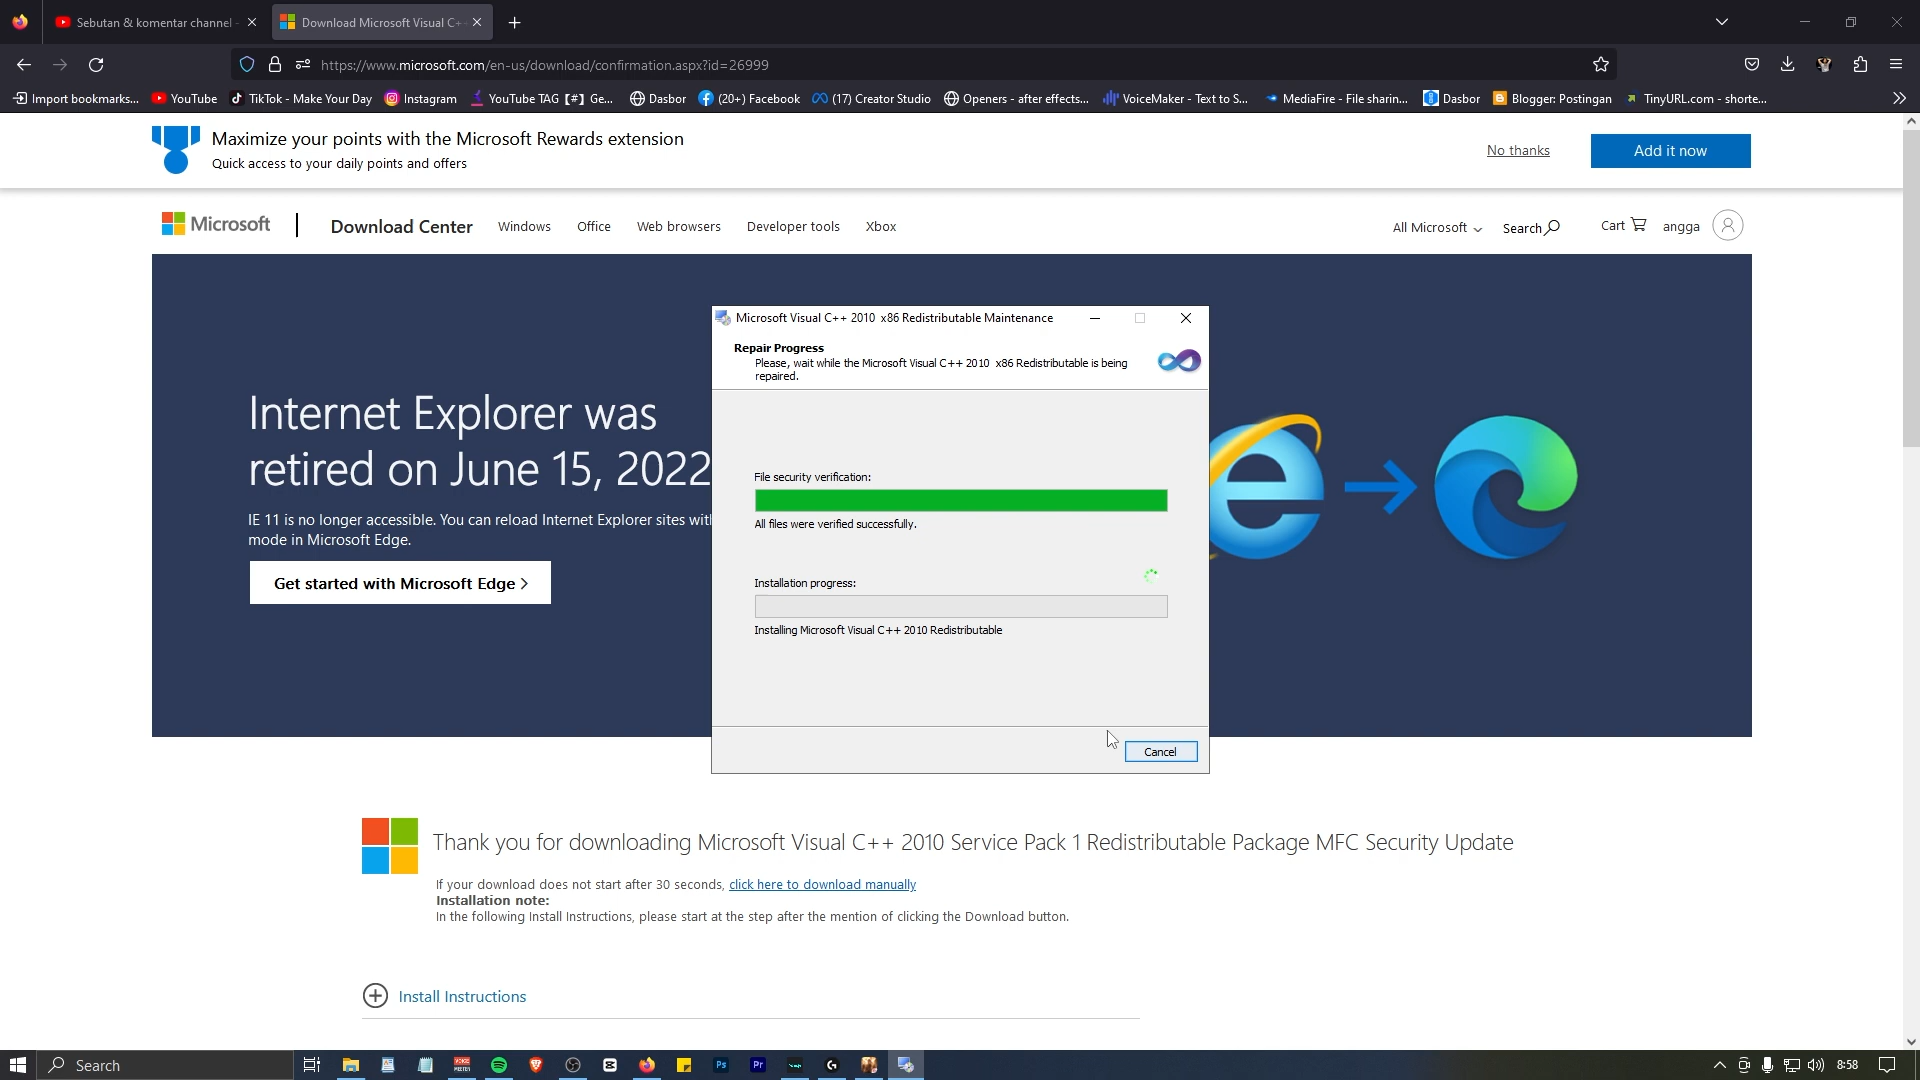 Sebutan & komentar channel -
Download Microsoft Visual C++
https://www.microsoft.com/en-us/download/confirmation.aspx?id=26999
Import bookmarks...
YouTube
TikTok - Make Your Day
Instagram
YouTube TAG 【#】 Ge...
Dasbor
(20+) Facebook
(17) Creator Studio
Openers - after effects...
VoiceMaker - Text to S...
MediaFire - File sharin...
Dasbor
Blogger: Postingan
TinyURL.com - shorte...
Maximize your points with the Microsoft Rewards extension
Quick access to your daily points and offers
No thanks
Add it now
Microsoft
Download Center
Windows
Office
Web browsers
Developer tools
Xbox
All Microsoft
Search
Cart
angga
Internet Explorer was
retired on June 15, 2022
IE 11 is no longer accessible. You can reload Internet Explorer sites wit
mode in Microsoft Edge.
Get started with Microsoft Edge >
Microsoft Visual C++ 2010 x86 Redistributable Maintenance
Repair Progress
Please, wait while the Microsoft Visual C++ 2010 x86 Redistributable is being
repaired.
File security verification:
All files were verified successfully.
Installation progress:
Installing Microsoft Visual C++ 2010 Redistributable
Cancel
Thank you for downloading Microsoft Visual C++ 2010 Service Pack 1 Redistributable Package MFC Security Update
If your download does not start after 30 seconds, click here to download manually
Installation note:
In the following Install Instructions, please start at the step after the mention of clicking the Download button.
Install Instructions
Search
Ps
Pr
8:58